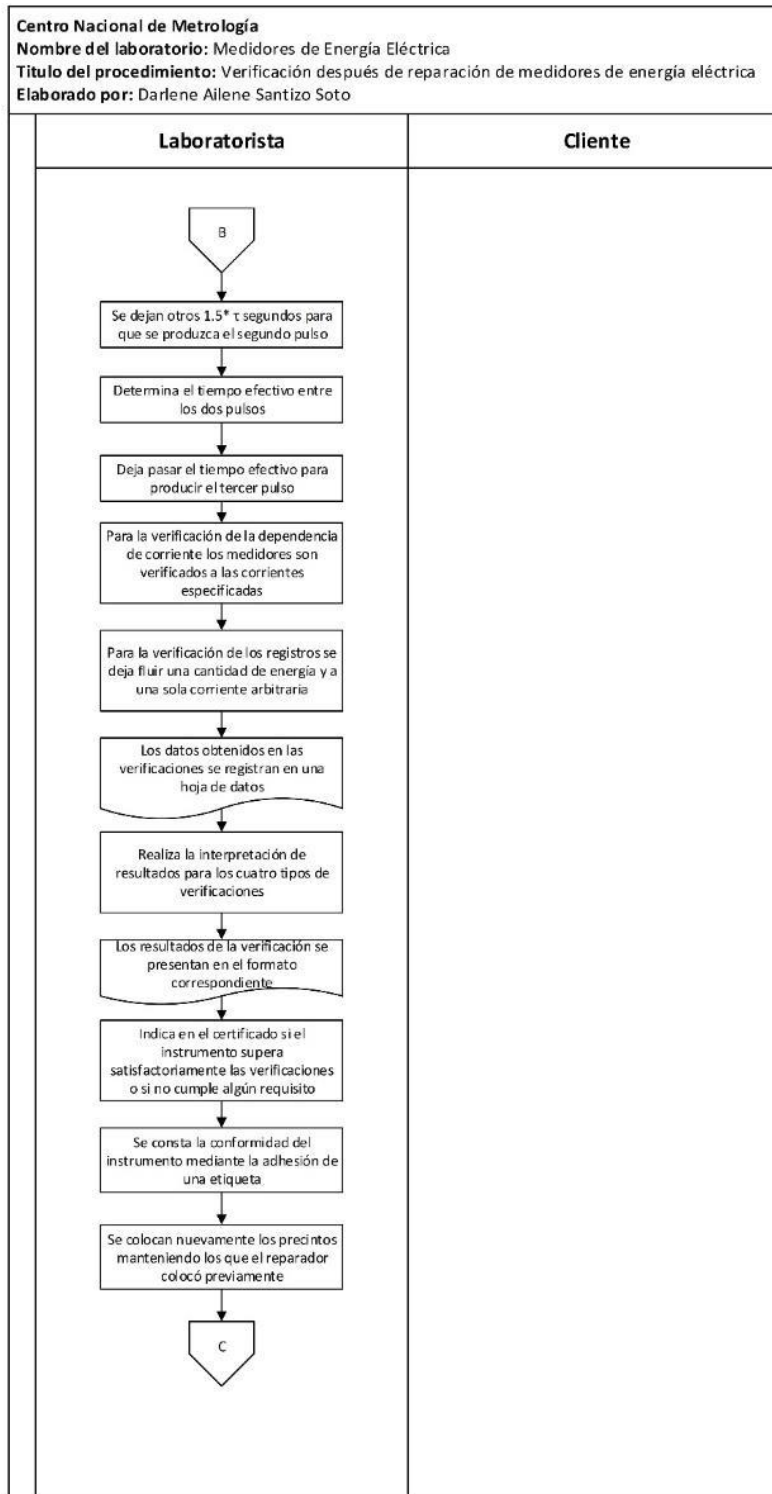 Centro Nacional de Metrología
Nombre del laboratorio: Medidores de Energía Eléctrica
Titulo del procedimiento: Verificación después de reparación de medidores de energía eléctrica
Elaborado por: Darlene Ailene Santizo Soto
Laboratorista
Cliente
B
Se dejan otros 1.5* τ segundos para
que se produzca el segundo pulso
Determina el tiempo efectivo entre
los dos pulsos
Deja pasar el tiempo efectivo para
producir el tercer pulso
Para la verificación de la dependencia
de corriente los medidores son
verificados a las corrientes
especificadas
Para la verificación de los registros se
deja fluir una cantidad de energía y a
una sola corriente arbitraria
Los datos obtenidos en las
verificaciones se registran en una
hoja de datos
Realiza la interpretación de
resultados para los cuatro tipos de
verificaciones
Los resultados de la verificación se
presentan en el formato
correspondiente
Indica en el certificado si el
instrumento supera
satisfactoriamente las verificaciones
o si no cumple algún requisito
Se consta la conformidad del
instrumento mediante la adhesión de
una etiqueta
Se colocan nuevamente los precintos
manteniendo los que el reparador
colocó previamente
C